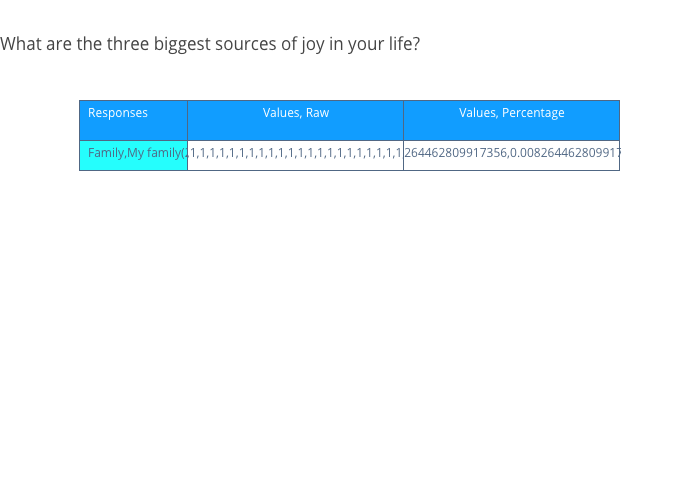 What are the three biggest sources of joy in your life?
Responses Values, Raw Values, Percentage
Family,My family( 1,1,1,1,1,1,1,1,1,1,1,1,1,1,1,1,1,1,1,1,1,1 264462809917356,0.008264462809917